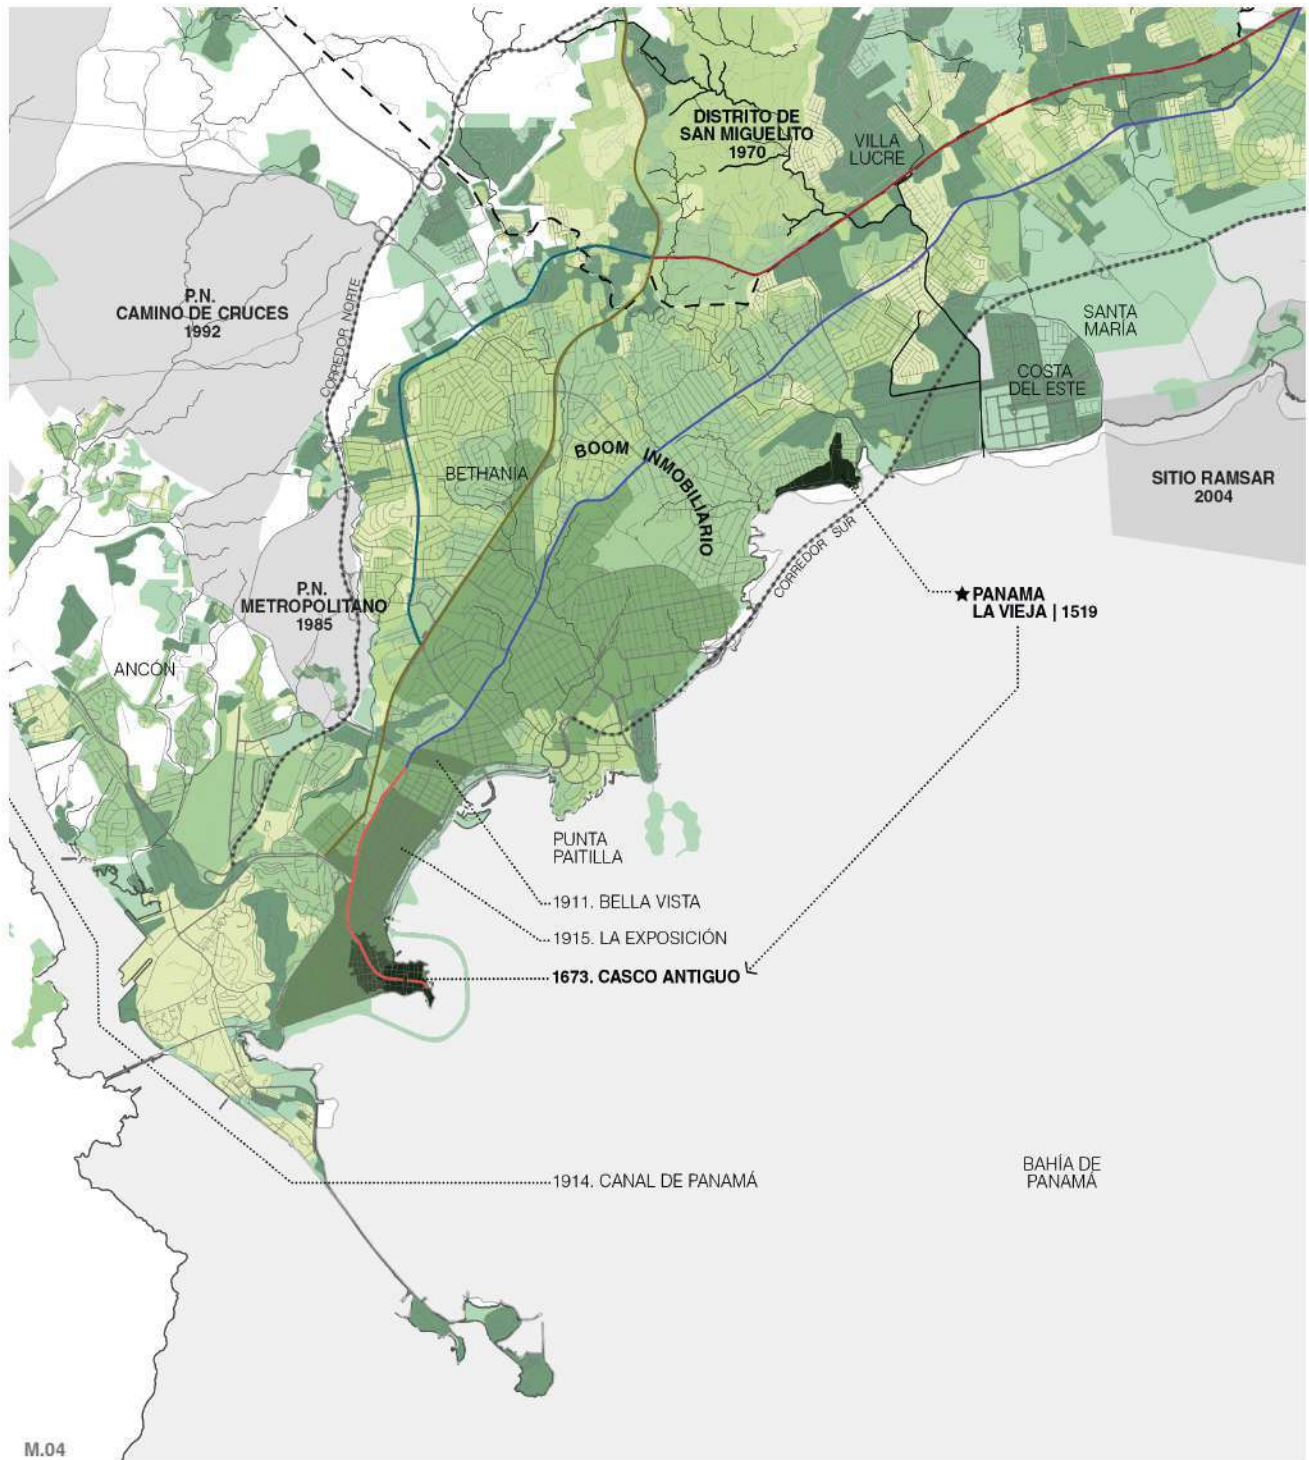 DISTRITO DE
SAN MIGUELITO
1970
VILLA
LUCRE
P.N.
CAMINO DE CRUCES
1992
CORREDOR NORTE
SANTA
MARÍA
COSTA
DEL ESTE
BOOM INMOBILIARIO
BETHANIA
SITIO RAMSAR
2004
CORREDOR SUR
P.N.
METROPOLITANO
1985
PANAMA
LA VIEJA | 1519
ANCÓN
PUNTA
PAITILLA
1911. BELLA VISTA
1915. LA EXPOSICIÓN
1673. CASCO ANTIGUO
1914. CANAL DE PANAMÁ
BAHÍA DE
PANAMÁ
M.04